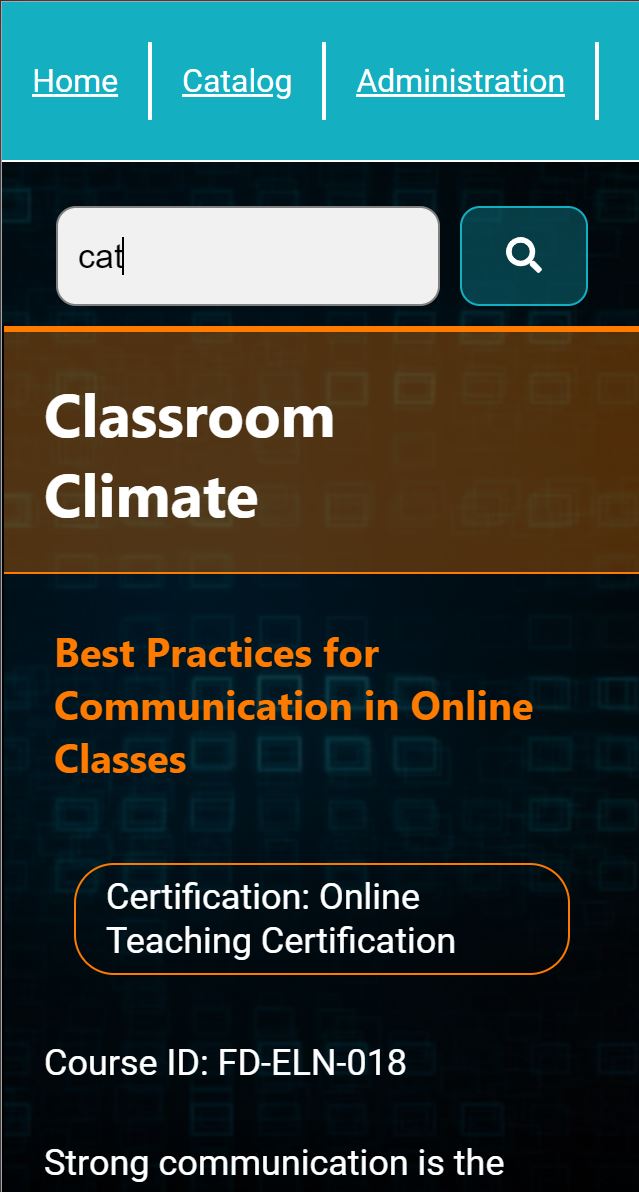 Home Catalog Administration
cat
Classroom
Climate
Best Practices for
Communication in Online
Classes
Certification: Online
Teaching Certification
Course ID: FD-ELN-018
Strong communication is the